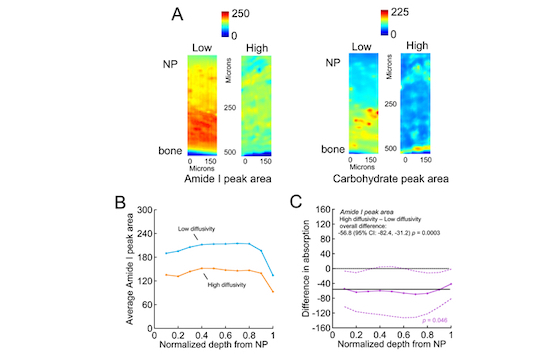 A
250
0
225
0
Low High
Low High
NP
Microns
250
500
bone
0 150 0 150
Microns
Amide I peak area
NP
Microns
250
500
bone
0 150 0 150
Microns
Carbohydrate peak area
B
Average Amide I peak area
300
240
180
120
60
0
Low diffusivity
High diffusivity
0 0.2 0.4 0.6 0.8 1
Normalized depth from NP
C
Difference in absorption
160
120
80
40
0
-40
-80
-120
-160
Amide I peak area
High diffusivity – Low diffusivity
overall difference:
-56.8 (95% CI: -82.4, -31.2) p = 0.0003
p = 0.046
0 0.2 0.4 0.6 0.8 1
Normalized depth from NP